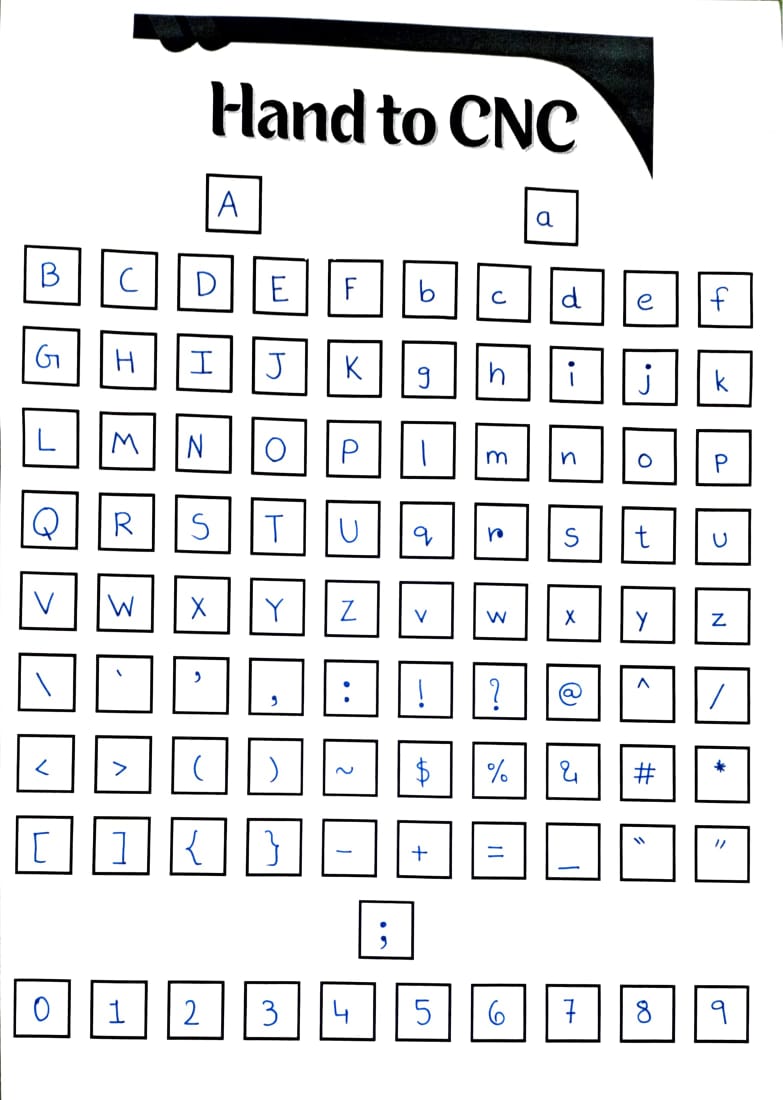 Hand to CNC
A a
B C D E F b c d e f
G H I J K g h i j k
L M N O P l m n o p
Q R S T U q r s t u
V W X Y Z v w x y z
\ ` ’ , : ! ? @ ^ /
< > ( ) ~ $ % & # *
[ ] { } - + = _ “ ”
;
0 1 2 3 4 5 6 7 8 9